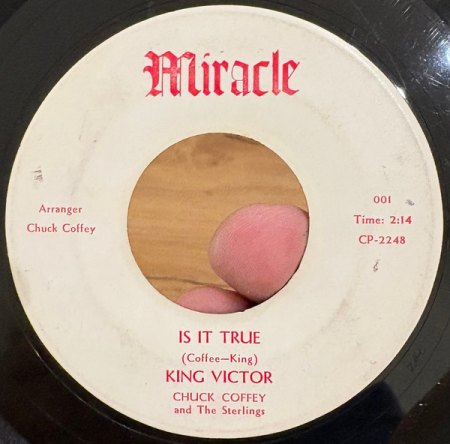 Miracle
Arranger
Chuck Coffey
001
Time: 2:14
CP-2248
IS IT TRUE
(Coffee—King)
KING VICTOR
CHUCK COFFEY
and The Sterlings